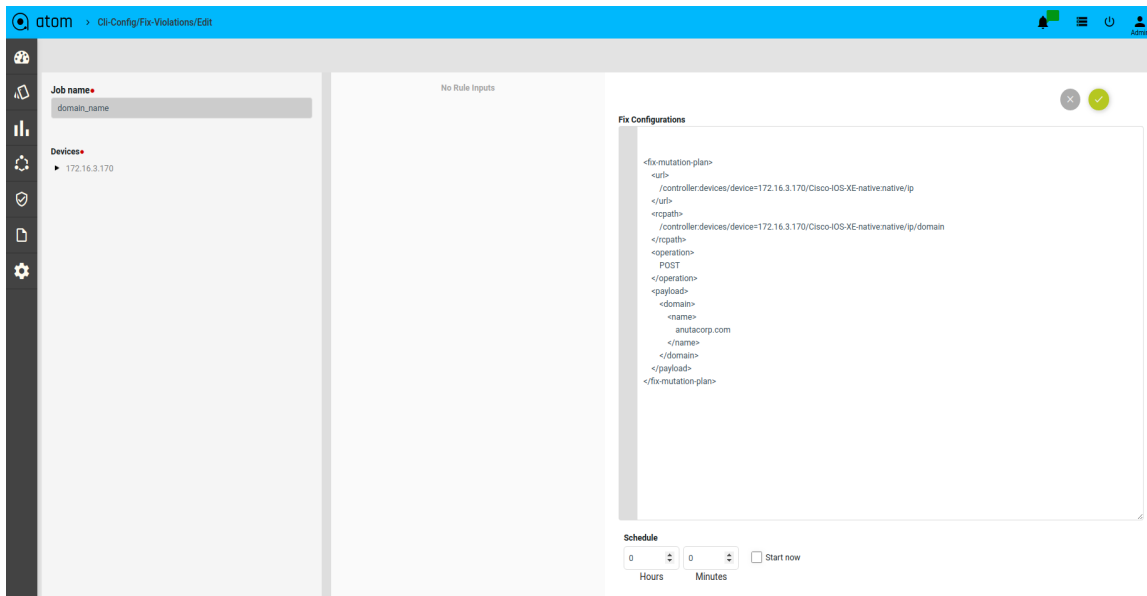 atom > Cli-Config/Fix-Violations/Edit
Admin
Job name
domain_name
Devices
172.16.3.170
No Rule Inputs
Fix Configurations
<fix-mutation-plan>
<url>
/controller:devices/device=172.16.3.170/Cisco-IOS-XE-native:native/ip
</url>
<rcpath>
/controller:devices/device=172.16.3.170/Cisco-IOS-XE-native:native/ip/domain
</rcpath>
<operation>
POST
</operation>
<payload>
<domain>
<name>
anutacorp.com
</name>
</domain>
</payload>
</fix-mutation-plan>
Schedule
0 0 Start now
Hours Minutes